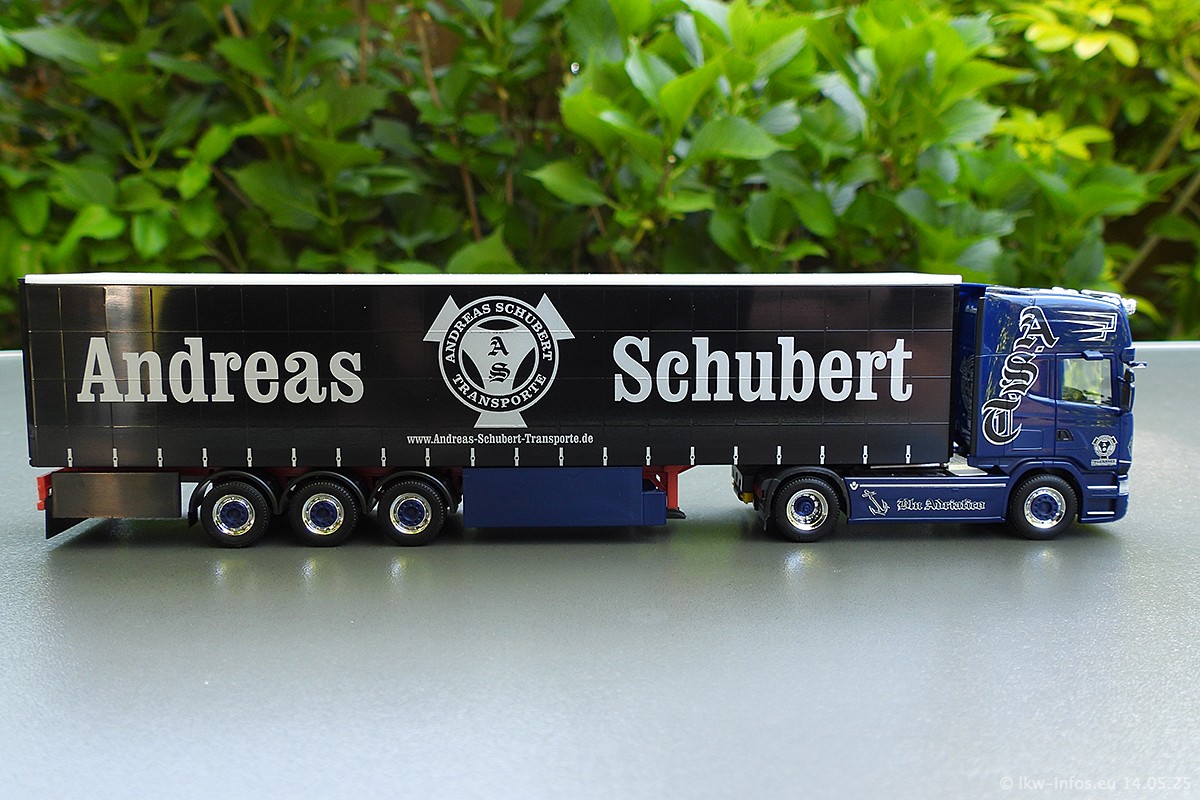 Andreas
ANDREAS SCHUBERT
AS
TRANSPORTE
Schubert
www.Andreas-Schubert-Transporte.de
AST
Blu Adriatico
© lkw-infos.eu 14.05.25